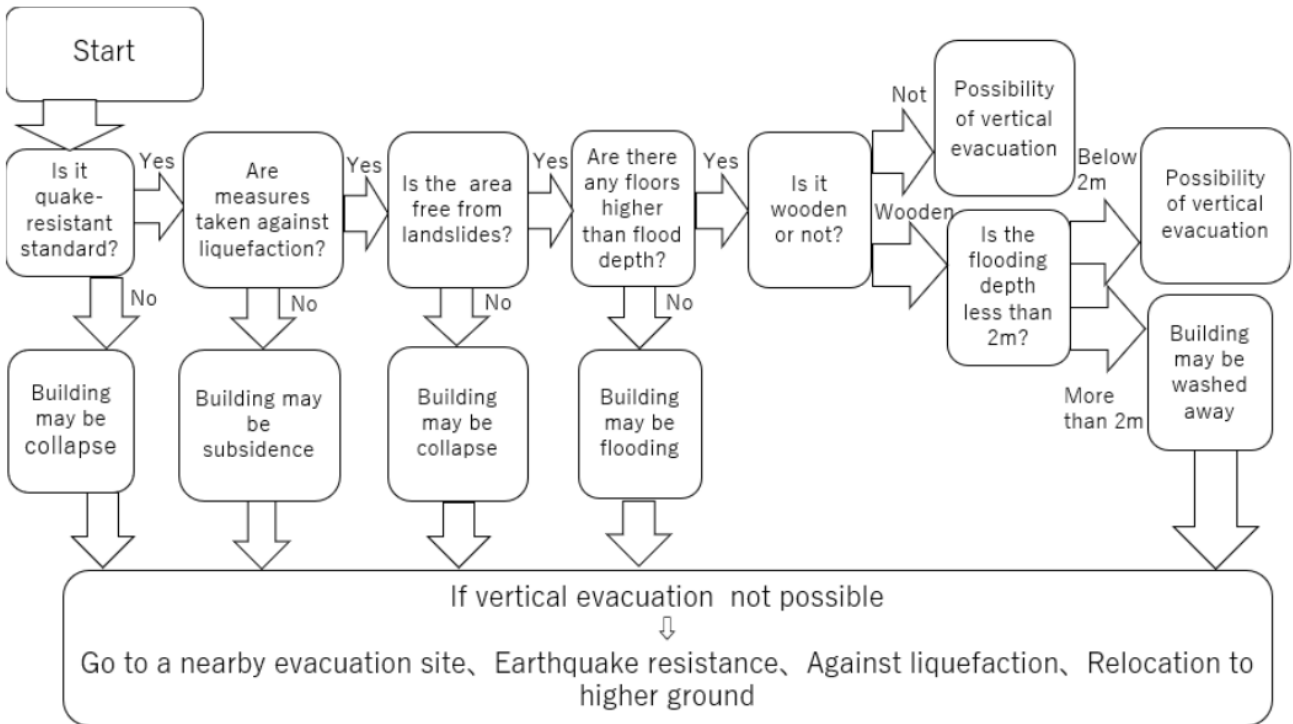 Start
Is it
quake-
resistant
standard?
Yes
No
Building
may be
collapse
Are
measures
taken against
liquefaction?
Yes
No
Building may
be
subsidence
Is the area
free from
landslides?
Yes
No
Building
may be
collapse
Are there
any floors
higher
than flood
depth?
Yes
No
Building
may be
flooding
Is it
wooden
or not?
Not
Possibility
of vertical
evacuation
Wooden
Is the
flooding
depth
less than
2m?
Below
2m
Possibility
of vertical
evacuation
More
than 2m
Building
may be
washed
away
If vertical evacuation not possible
⇩
Go to a nearby evacuation site、Earthquake resistance、Against liquefaction、Relocation to
higher ground